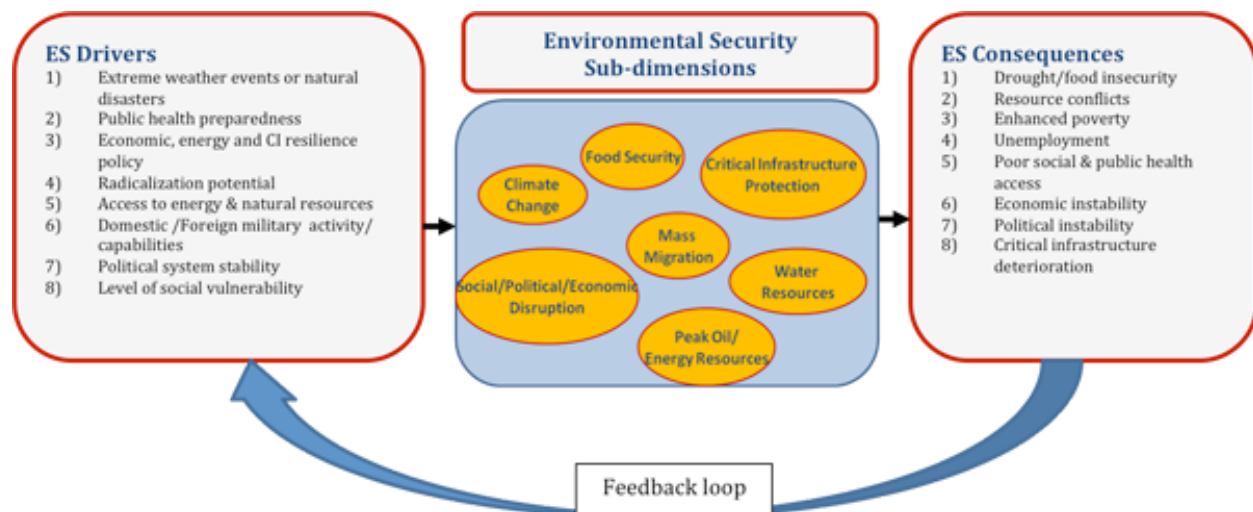 ES Drivers
1) Extreme weather events or natural
disasters
2) Public health preparedness
3) Economic, energy and CI resilience
policy
4) Radicalization potential
5) Access to energy & natural resources
6) Domestic /Foreign military activity/
capabilities
7) Political system stability
8) Level of social vulnerability
Environmental Security
Sub-dimensions
Food Security
Critical Infrastructure
Protection
Climate
Change
Mass
Migration
Water
Resources
Social/Political/Economic
Disruption
Peak Oil/
Energy Resources
ES Consequences
1) Drought/food insecurity
2) Resource conflicts
3) Enhanced poverty
4) Unemployment
5) Poor social & public health
access
6) Economic instability
7) Political instability
8) Critical infrastructure
deterioration
Feedback loop